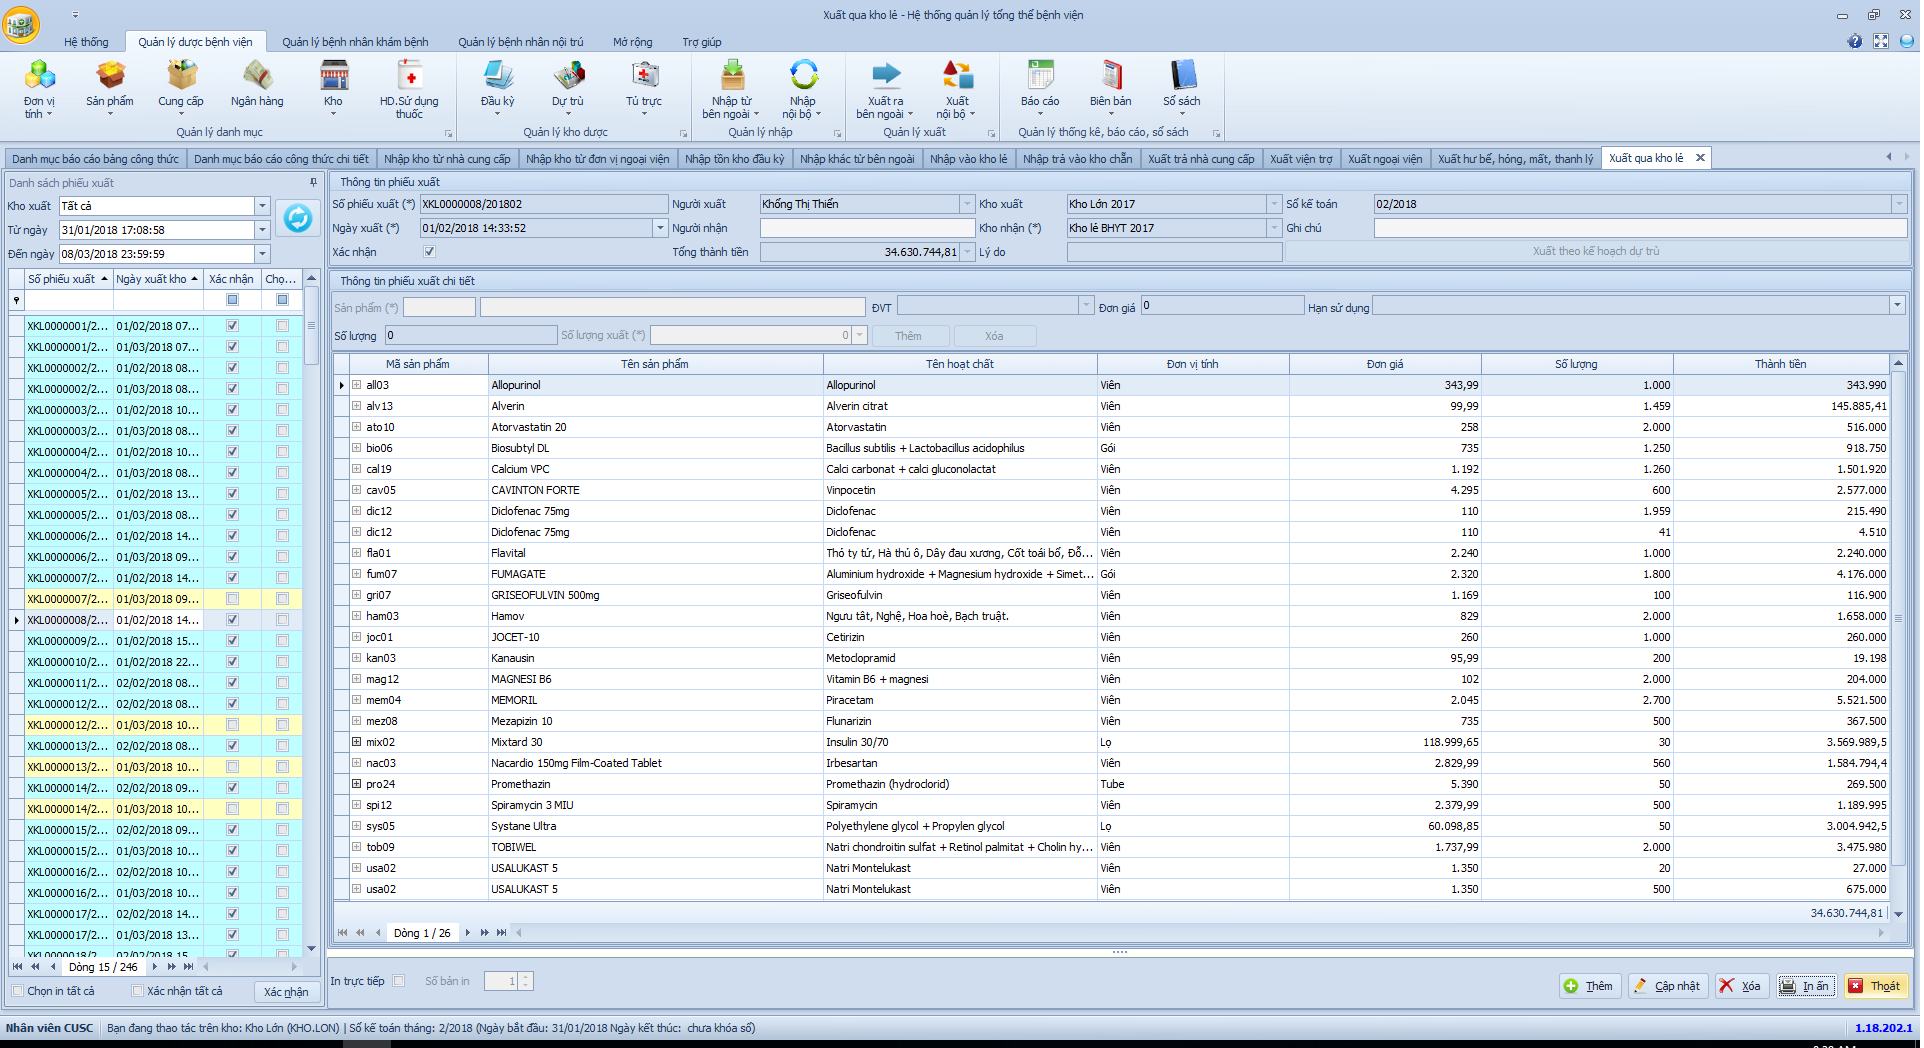 Xuất qua kho lẻ - Hệ thống quản lý tổng thể bệnh viện
Hệ thống Quản lý dược bệnh viện Quản lý bệnh nhân khám bệnh Quản lý bệnh nhân nội trú Mở rộng Trợ giúp
Đơn vị tính Sản phẩm Cung cấp Ngân hàng Kho HD.Sử dụng thuốc Đầu kỳ Dự trù Tủ trực Nhập từ bên ngoài Nhập nội bộ Xuất ra bên ngoài Xuất nội bộ Báo cáo Biên bản Sổ sách
Quản lý danh mục Quản lý kho dược Quản lý nhập Quản lý xuất Quản lý thống kê, báo cáo, sổ sách
Danh mục báo cáo bảng công thức Danh mục báo cáo công thức chi tiết Nhập kho từ nhà cung cấp Nhập kho từ đơn vị ngoại viện Nhập tồn kho đầu kỳ Nhập khác từ bên ngoài Nhập vào kho lẻ Nhập trả vào kho chẵn Xuất trả nhà cung cấp Xuất viện trợ Xuất ngoại viện Xuất hư bể, hỏng, mất, thanh lý Xuất qua kho lẻ
Danh sách phiếu xuất
Kho xuất Tất cả
Từ ngày 31/01/2018 17:08:58
Đến ngày 08/03/2018 23:59:59
Số phiếu xuất Ngày xuất kho Xác nhận Chọ...
XKL0000001/2... 01/02/2018 07...
XKL0000001/2... 01/03/2018 07...
XKL0000002/2... 01/02/2018 08...
XKL0000002/2... 01/03/2018 08...
XKL0000003/2... 01/02/2018 10...
XKL0000003/2... 01/03/2018 08...
XKL0000004/2... 01/02/2018 10...
XKL0000004/2... 01/03/2018 08...
XKL0000005/2... 01/02/2018 13...
XKL0000005/2... 01/03/2018 08...
XKL0000006/2... 01/02/2018 14...
XKL0000006/2... 01/03/2018 09...
XKL0000007/2... 01/02/2018 14...
XKL0000007/2... 01/03/2018 09...
XKL0000008/2... 01/02/2018 14...
XKL0000009/2... 01/02/2018 15...
XKL0000010/2... 01/02/2018 22...
XKL0000011/2... 02/02/2018 08...
XKL0000012/2... 02/02/2018 08...
XKL0000012/2... 01/03/2018 10...
XKL0000013/2... 02/02/2018 08...
XKL0000013/2... 01/03/2018 10...
XKL0000014/2... 02/02/2018 09...
XKL0000014/2... 01/03/2018 10...
XKL0000015/2... 02/02/2018 09...
XKL0000015/2... 01/03/2018 10...
XKL0000016/2... 02/02/2018 10...
XKL0000016/2... 01/03/2018 10...
XKL0000017/2... 02/02/2018 14...
XKL0000017/2... 01/03/2018 13...
XKL0000018/2... 02/02/2018 15...
Dòng 15 / 246
Chọn in tất cả Xác nhận tất cả Xác nhận
Thông tin phiếu xuất
Số phiếu xuất (*) XKL0000008/201802 Người xuất Khổng Thị Thiến Kho xuất Kho Lớn 2017 Số kế toán 02/2018
Ngày xuất (*) 01/02/2018 14:33:52 Người nhận Kho nhận (*) Kho lẻ BHYT 2017 Ghi chú
Xác nhận Tổng thành tiền 34.630.744,81 Lý do Xuất theo kế hoạch dự trù
Thông tin phiếu xuất chi tiết
Sản phẩm (*) ĐVT Đơn giá 0 Hạn sử dụng
Số lượng 0 Số lượng xuất (*) 0 Thêm Xóa
Mã sản phẩm Tên sản phẩm Tên hoạt chất Đơn vị tính Đơn giá Số lượng Thành tiền
all03 Allopurinol Allopurinol Viên 343,99 1.000 343.990
alv13 Alverin Alverin citrat Viên 99,99 1.459 145.885,41
ato10 Atorvastatin 20 Atorvastatin Viên 258 2.000 516.000
bio06 Biosubtyl DL Bacillus subtilis + Lactobacillus acidophilus Gói 735 1.250 918.750
cal19 Calcium VPC Calci carbonat + calci gluconolactat Viên 1.192 1.260 1.501.920
cav05 CAVINTON FORTE Vinpocetin Viên 4.295 600 2.577.000
dic12 Diclofenac 75mg Diclofenac Viên 110 1.959 215.490
dic12 Diclofenac 75mg Diclofenac Viên 110 41 4.510
fla01 Flavital Thỏ ty tử, Hà thủ ô, Dây đau xương, Cốt toái bổ, Đỗ... Viên 2.240 1.000 2.240.000
fum07 FUMAGATE Aluminium hydroxide + Magnesium hydroxide + Simet... Gói 2.320 1.800 4.176.000
gri07 GRISEOFULVIN 500mg Griseofulvin Viên 1.169 100 116.900
ham03 Hamov Ngưu tất, Nghệ, Hoa hoè, Bạch truật. Viên 829 2.000 1.658.000
joc01 JOCET-10 Cetirizin Viên 260 1.000 260.000
kan03 Kanausin Metoclopramid Viên 95,99 200 19.198
mag12 MAGNESI B6 Vitamin B6 + magnesi Viên 102 2.000 204.000
mem04 MEMORIL Piracetam Viên 2.045 2.700 5.521.500
mez08 Mezapizin 10 Flunarizin Viên 735 500 367.500
mix02 Mixtard 30 Insulin 30/70 Lọ 118.999,65 30 3.569.989,5
nac03 Nacardio 150mg Film-Coated Tablet Irbesartan Viên 2.829,99 560 1.584.794,4
pro24 Promethazin Promethazin (hydroclorid) Tube 5.390 50 269.500
spi12 Spiramycin 3 MIU Spiramycin Viên 2.379,99 500 1.189.995
sys05 Systane Ultra Polyethylene glycol + Propylen glycol Lọ 60.098,85 50 3.004.942,5
tob09 TOBIWEL Natri chondroitin sulfat + Retinol palmitat + Cholin hy... Viên 1.737,99 2.000 3.475.980
usa02 USALUKAST 5 Natri Montelukast Viên 1.350 20 27.000
usa02 USALUKAST 5 Natri Montelukast Viên 1.350 500 675.000
34.630.744,81
Dòng 1 / 26
In trực tiếp Số bản in 1 Thêm Cập nhật Xóa In ấn Thoát
Nhân viên CUSC Bạn đang thao tác trên kho: Kho Lớn (KHO.LON) | Số kế toán tháng: 2/2018 (Ngày bắt đầu: 31/01/2018 Ngày kết thúc: chưa khóa sổ) 1.18.202.1